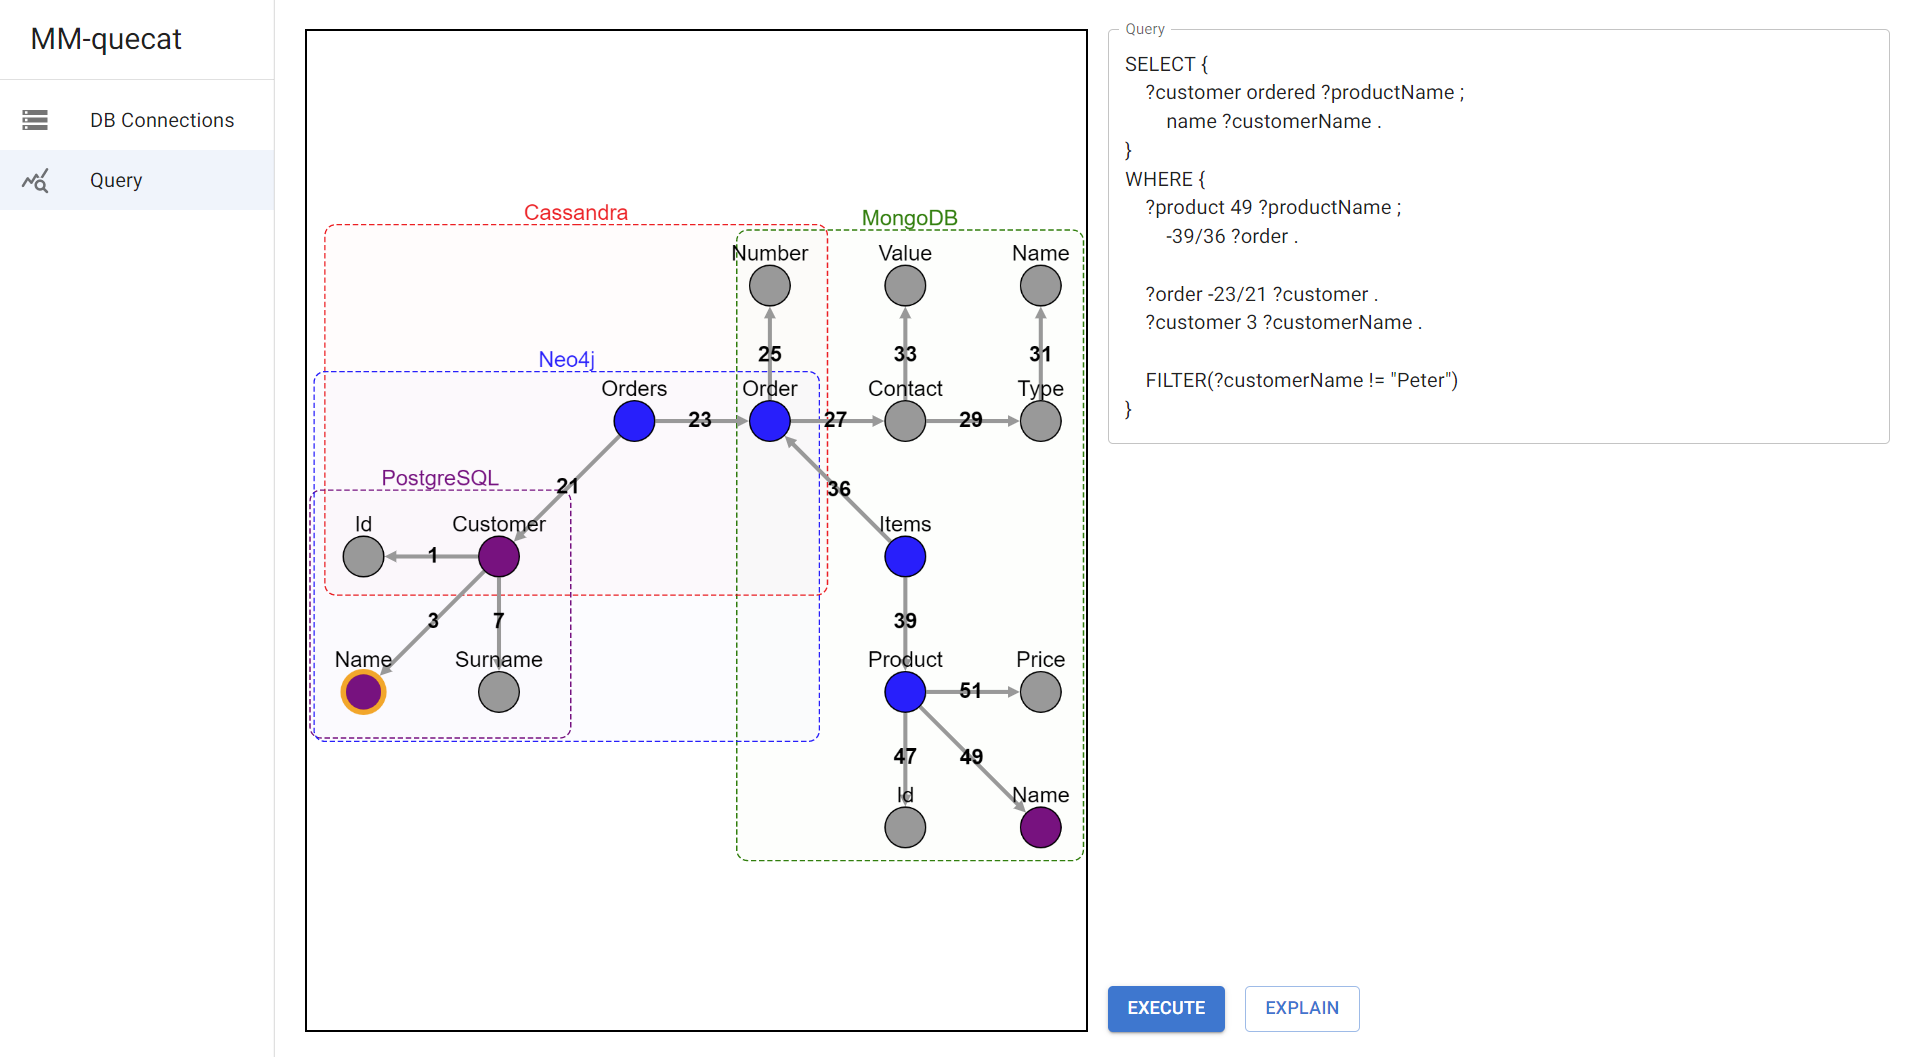 MM-quecat
DB Connections
Query
Cassandra
MongoDB
Number
Value
Name
25
33
31
Neo4j
Orders
Order
Contact
Type
23
27
29
PostgreSQL
21
36
Id
Customer
Items
1
3
7
39
Name
Surname
Product
Price
51
47
49
Id
Name
Query
SELECT {
?customer ordered ?productName ;
name ?customerName .
}
WHERE {
?product 49 ?productName ;
-39/36 ?order .
?order -23/21 ?customer .
?customer 3 ?customerName .
FILTER(?customerName != "Peter")
}
EXECUTE
EXPLAIN